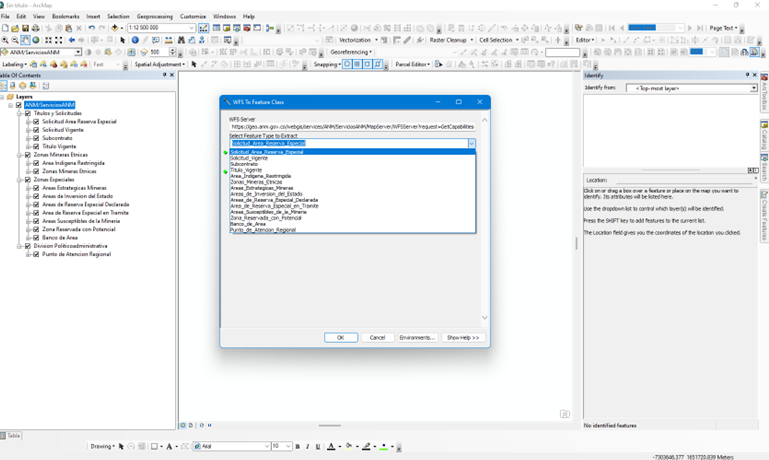 Sin título - ArcMap
File Edit View Bookmarks Insert Selection Geoprocessing Customize Windows Help
1:12.500.000
Page Text
ANM/ServiciosANM
500
Georeferencing
Vectorization
Raster Cleanup
Cell Selection
Editor
Labeling
Fast
Spatial Adjustment
Snapping
Parcel Editor
Table Of Contents
Layers
ANM/ServiciosANM
Titulos y Solicitudes
Solicitud Area Reserva Especial
Solicitud Vigente
Subcontrato
Titulo Vigente
Zonas Mineras Etnicas
Area Indigena Restringida
Zonas Mineras Etnicas
Zonas Especiales
Areas Estrategicas Mineras
Areas de Inversion del Estado
Areas de Reserva Especial Declarada
Area de Reserva Especial en Tramite
Areas Susceptibles de la Mineria
Zona Reservada con Potencial
Banco de Area
Division Politicoadministrativa
Punto de Atencion Regional
WFS To Feature Class
WFS Server
https://geo.anm.gov.co/webgis/services/ANM/ServiciosANM/MapServer/WFSServer?request=GetCapabilities
Select Feature Type to Extract
Solicitud_Area_Reserva_Especial
Solicitud_Area_Reserva_Especial
Solicitud_Vigente
Subcontrato
Titulo_Vigente
Area_Indigena_Restringida
Zonas_Mineras_Etnicas
Areas_Estrategicas_Mineras
Areas_de_Inversion_del_Estado
Areas_de_Reserva_Especial_Declarada
Area_de_Reserva_Especial_en_Tramite
Areas_Susceptibles_de_la_Mineria
Zona_Reservada_con_Potencial
Banco_de_Area
Punto_de_Atencion_Regional
OK Cancel Environments... Show Help >>
Identify
Identify from: <Top-most layer>
Location:
Click on or drag a box over a feature or place on the map you want to
identify. Its attributes will be listed here.
Use the dropdown list to control which layer(s) will be identified.
Press the SHIFT key to add features to the current list.
The Location field gives you the coordinates of the location you clicked.
No identified features
ArcToolbox
Catalog
Search
Create Features
Table
Drawing
Arial
10
B I U A
-7303646.377 1651720.839 Meters